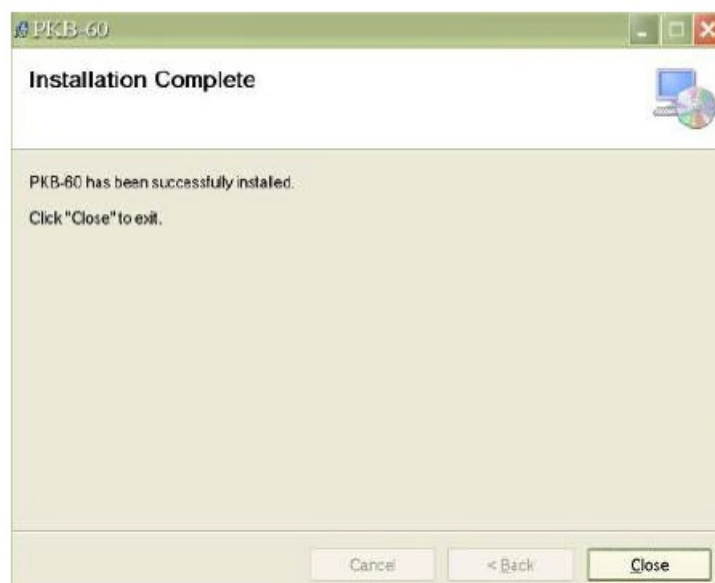 PKB-60
Installation Complete
PKB-60 has been successfully installed.
Click "Close" to exit.
Cancel
< Back
Close